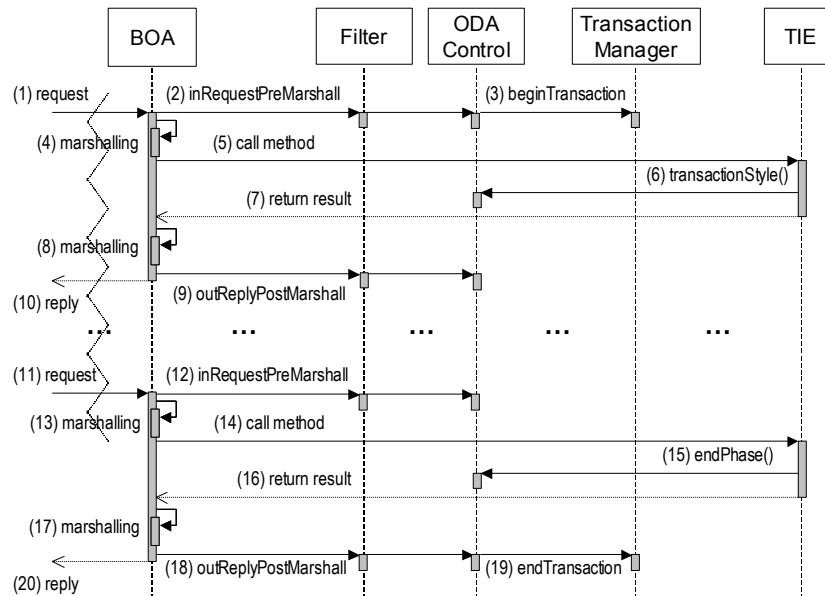 BOA
Filter
ODA
Control
Transaction
Manager
TIE
(1) request
(2) inRequestPreMarshall
(3) beginTransaction
(4) marshalling
(5) call method
(6) transactionStyle()
(7) return result
(8) marshalling
(9) outReplyPostMarshall
(10) reply
... ... ... ... ...
(11) request
(12) inRequestPreMarshall
(13) marshalling
(14) call method
(15) endPhase()
(16) return result
(17) marshalling
(18) outReplyPostMarshall
(19) endTransaction
(20) reply